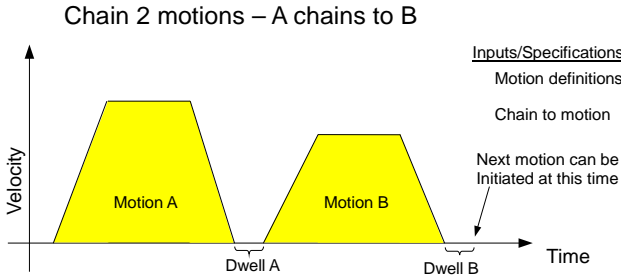 Chain 2 motions – A chains to B
Inputs/Specifications
Motion definitions
Chain to motion
Next motion can be
Initiated at this time
Velocity
Motion A
Motion B
Dwell A
Dwell B
Time